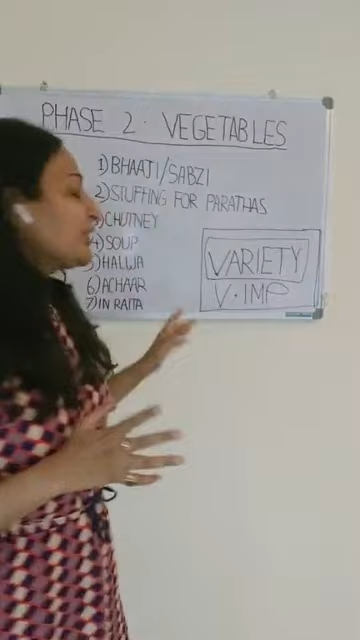 PHASE 2 · VEGETABLES
1) BHAAJI/SABZI
2) STUFFING FOR PARATHAS
) CHUTNEY
4) SOUP
) HALWA
6) ACHAAR
7) IN RAITA
VARIETY
V·IMP